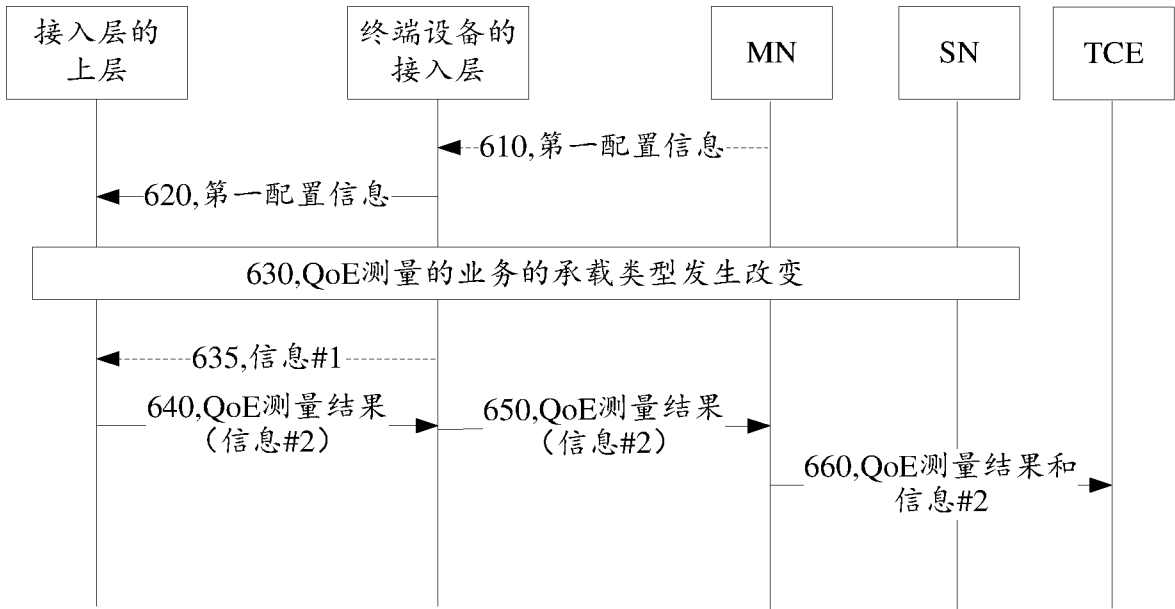 接入层的
上层
终端设备的
接入层
MN
SN
TCE
610,第一配置信息
620,第一配置信息
630,QoE测量的业务的承载类型发生改变
635,信息#1
640,QoE测量结果
（信息#2）
650,QoE测量结果
（信息#2）
660,QoE测量结果和
信息#2